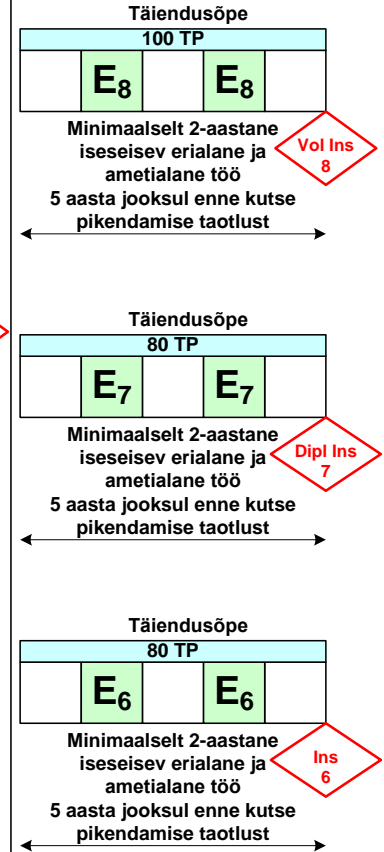 Täiendusõpe
100 TP
E8 E8
Minimaalselt 2-aastane
iseseisev erialane ja
ametialane töö
5 aasta jooksul enne kutse
pikendamise taotlust
Vol Ins
8
Täiendusõpe
80 TP
E7 E7
Minimaalselt 2-aastane
iseseisev erialane ja
ametialane töö
5 aasta jooksul enne kutse
pikendamise taotlust
Dipl Ins
7
Täiendusõpe
80 TP
E6 E6
Minimaalselt 2-aastane
iseseisev erialane ja
ametialane töö
5 aasta jooksul enne kutse
pikendamise taotlust
Ins
6